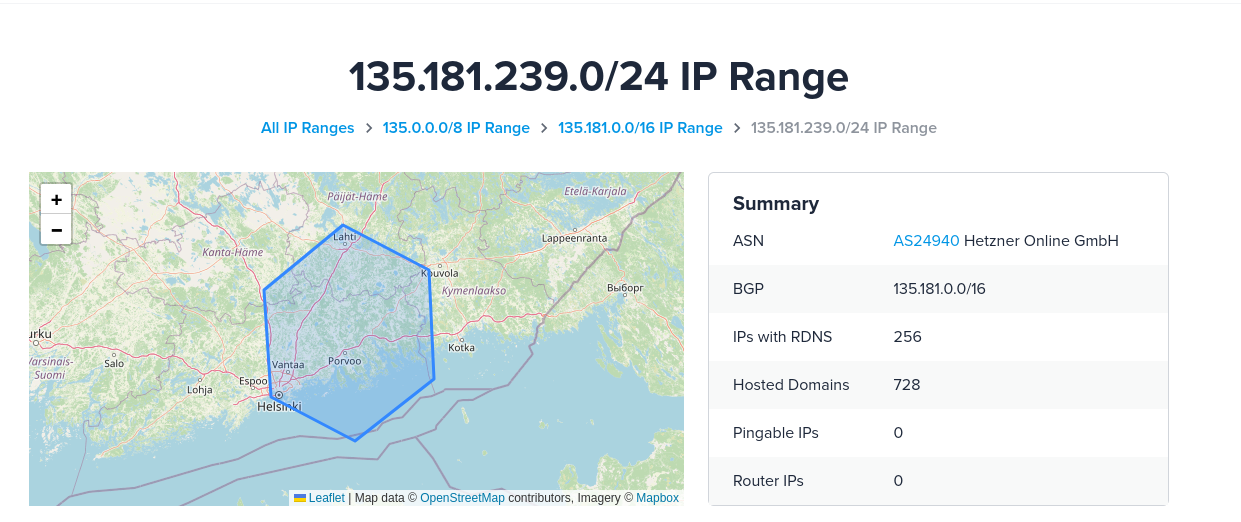 135.181.239.0/24 IP Range
All IP Ranges > 135.0.0.0/8 IP Range > 135.181.0.0/16 IP Range > 135.181.239.0/24 IP Range
+
−
Päijät-Häme
Etelä-Karjala
Lahti
Lappeenranta
Kanta-Häme
Kouvola
Kymenlaakso
Выборг
urku
Kotka
Varsinais-
Suomi
Salo
Vantaa
Porvoo
Espoo
Lohja
Helsinki
Leaflet | Map data © OpenStreetMap contributors, Imagery © Mapbox
Summary
ASN AS24940 Hetzner Online GmbH
BGP 135.181.0.0/16
IPs with RDNS 256
Hosted Domains 728
Pingable IPs 0
Router IPs 0